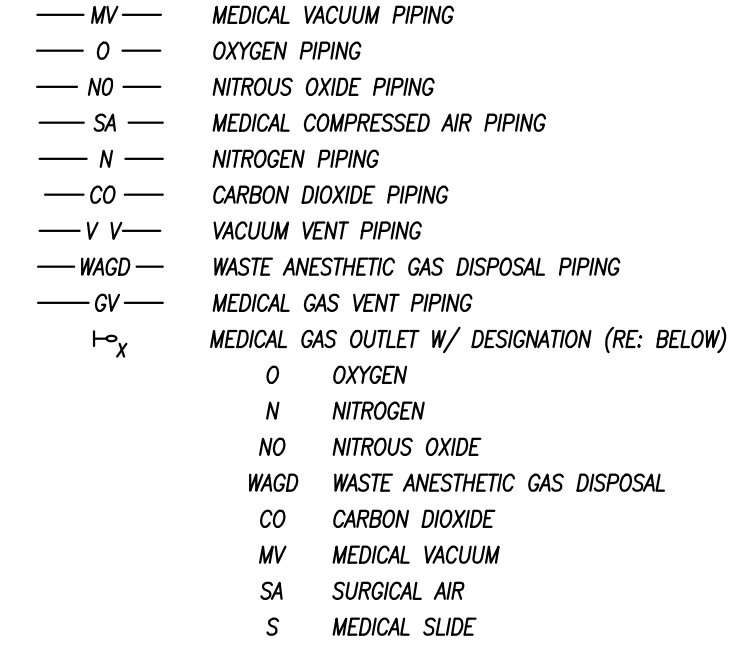 MV MEDICAL VACUUM PIPING
O OXYGEN PIPING
NO NITROUS OXIDE PIPING
SA MEDICAL COMPRESSED AIR PIPING
N NITROGEN PIPING
CO CARBON DIOXIDE PIPING
V V VACUUM VENT PIPING
WAGD WASTE ANESTHETIC GAS DISPOSAL PIPING
GV MEDICAL GAS VENT PIPING
X MEDICAL GAS OUTLET W/ DESIGNATION (RE: BELOW)
O OXYGEN
N NITROGEN
NO NITROUS OXIDE
WAGD WASTE ANESTHETIC GAS DISPOSAL
CO CARBON DIOXIDE
MV MEDICAL VACUUM
SA SURGICAL AIR
S MEDICAL SLIDE